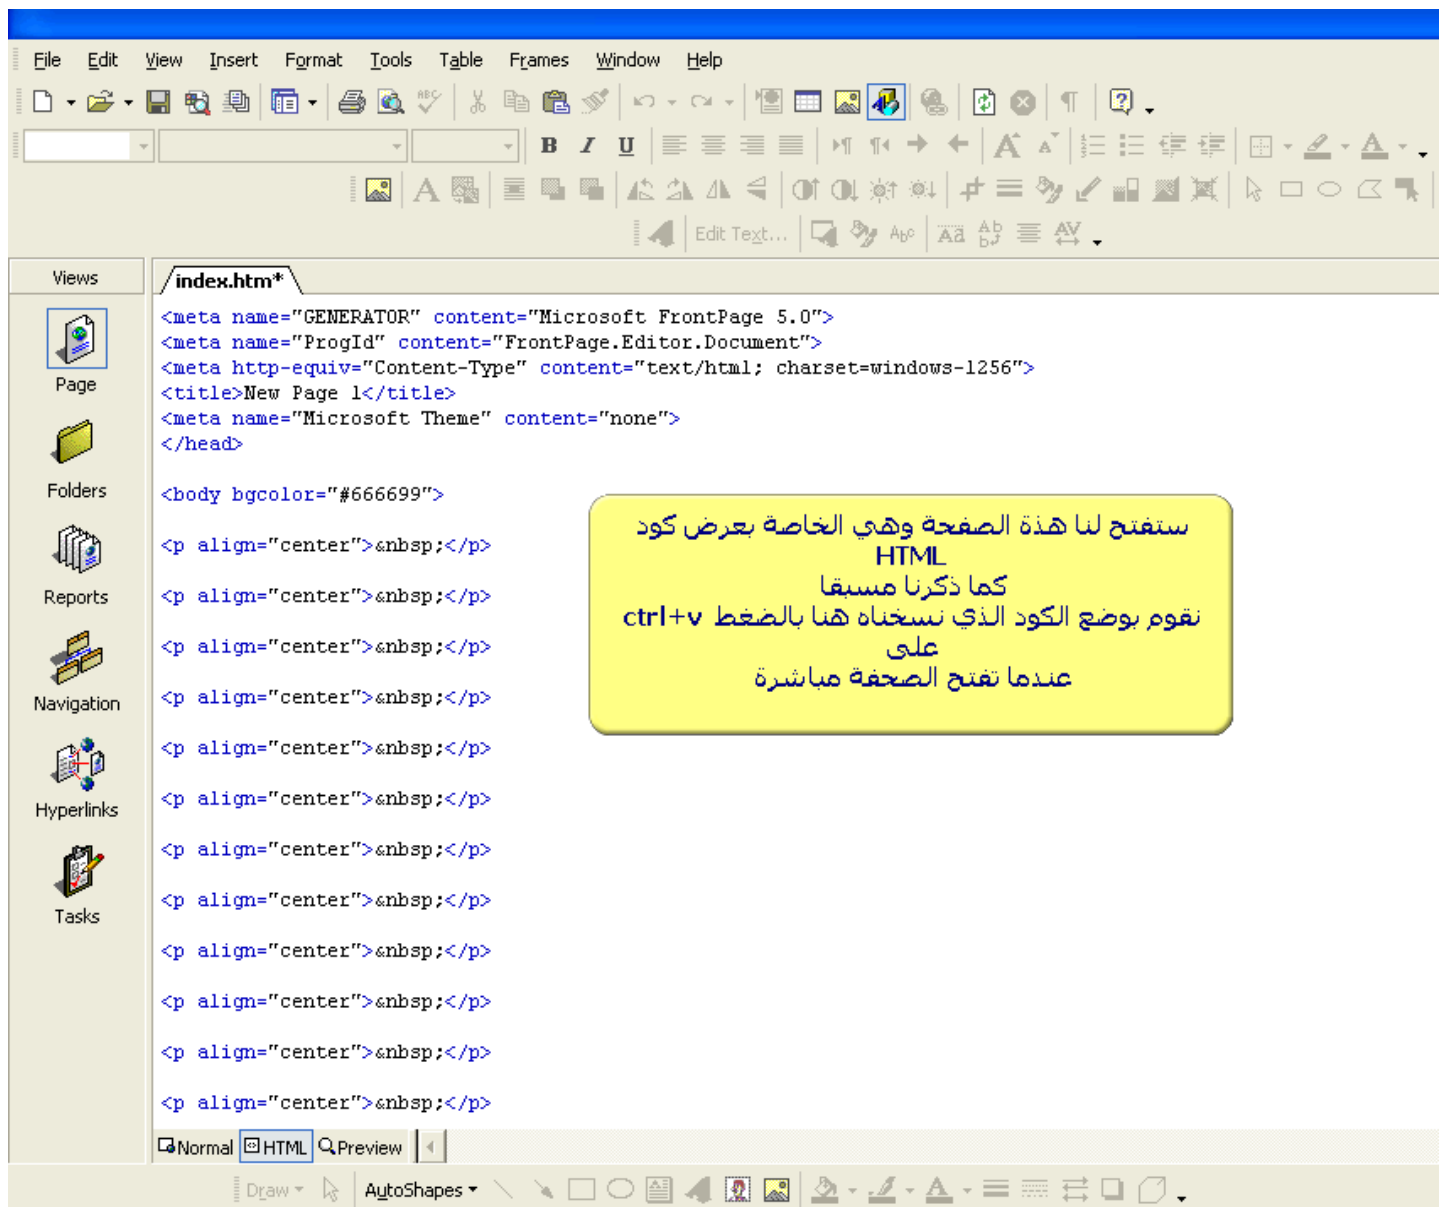 File Edit View Insert Format Tools Table Frames Window Help
B I U
Edit Text...
Views
index.htm*
Page
Folders
Reports
Navigation
Hyperlinks
Tasks
<meta name="GENERATOR" content="Microsoft FrontPage 5.0">
<meta name="ProgId" content="FrontPage.Editor.Document">
<meta http-equiv="Content-Type" content="text/html; charset=windows-1256">
<title>New Page 1</title>
<meta name="Microsoft Theme" content="none">
</head>
<body bgcolor="#666699">
<p align="center">&nbsp;</p>
<p align="center">&nbsp;</p>
<p align="center">&nbsp;</p>
<p align="center">&nbsp;</p>
<p align="center">&nbsp;</p>
<p align="center">&nbsp;</p>
<p align="center">&nbsp;</p>
<p align="center">&nbsp;</p>
<p align="center">&nbsp;</p>
<p align="center">&nbsp;</p>
<p align="center">&nbsp;</p>
<p align="center">&nbsp;</p>
ستفتح لنا هذة الصفحة وهي الخاصة بعرض كود
HTML
كما ذكرنا مسبقا
نقوم بوضع الكود الذي نسخناه هنا بالضغط ctrl+v
على
عندما تفتح الصحفة مباشرة
Normal HTML Preview
Draw AutoShapes